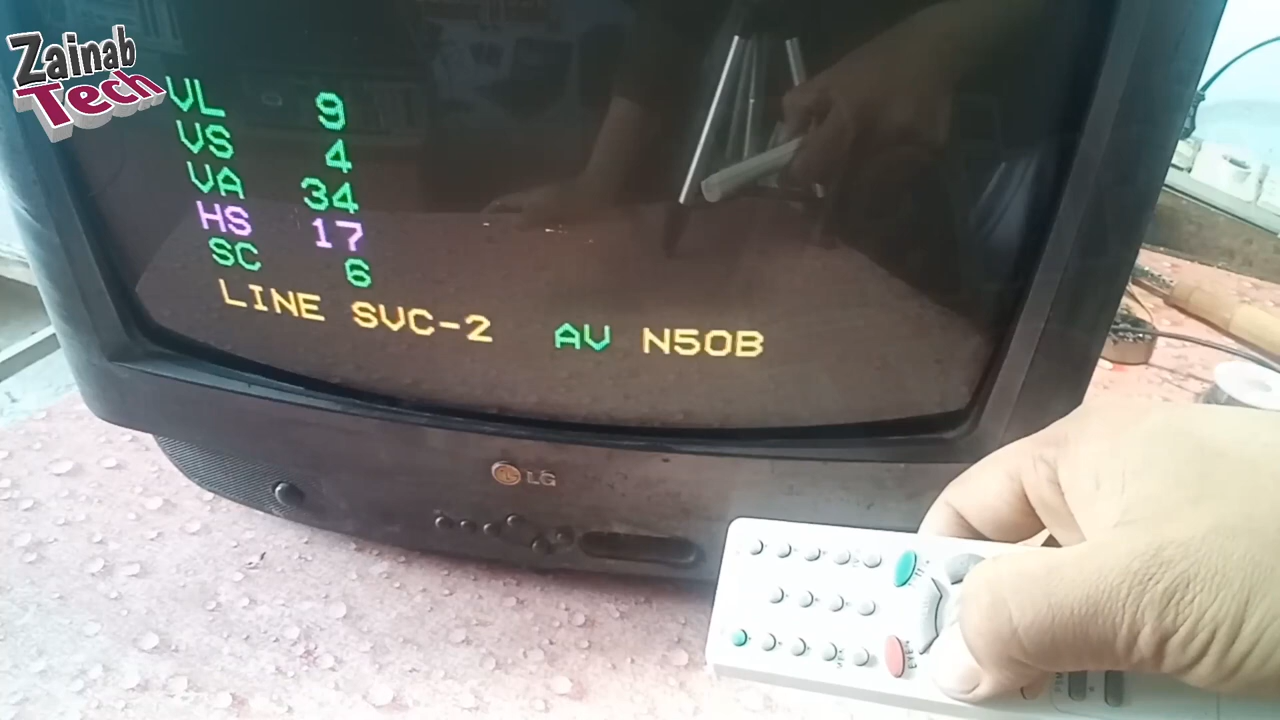 Zainab
Tech
VL 9
VS 4
VA 34
HS 17
SC 6
LINE SVC-2 AV N50B
LG